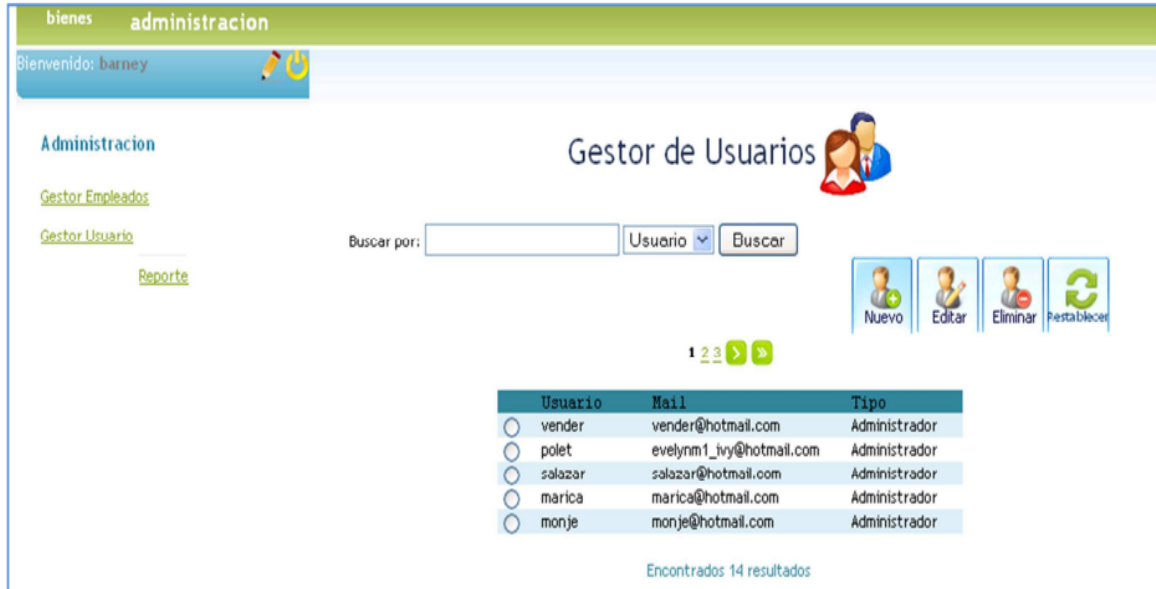 bienes administracion
Bienvenido: barney
Administracion
Gestor de Usuarios
Gestor Empleados
Gestor Usuario
Reporte
Buscar por: Usuario Buscar
Nuevo Editar Eliminar Restablecer
1 2 3 > »
Usuario Mail Tipo
vender vender@hotmail.com Administrador
polet evelynm1_ivy@hotmail.com Administrador
salazar salazar@hotmail.com Administrador
marica marica@hotmail.com Administrador
monje monje@hotmail.com Administrador
Encontrados 14 resultados